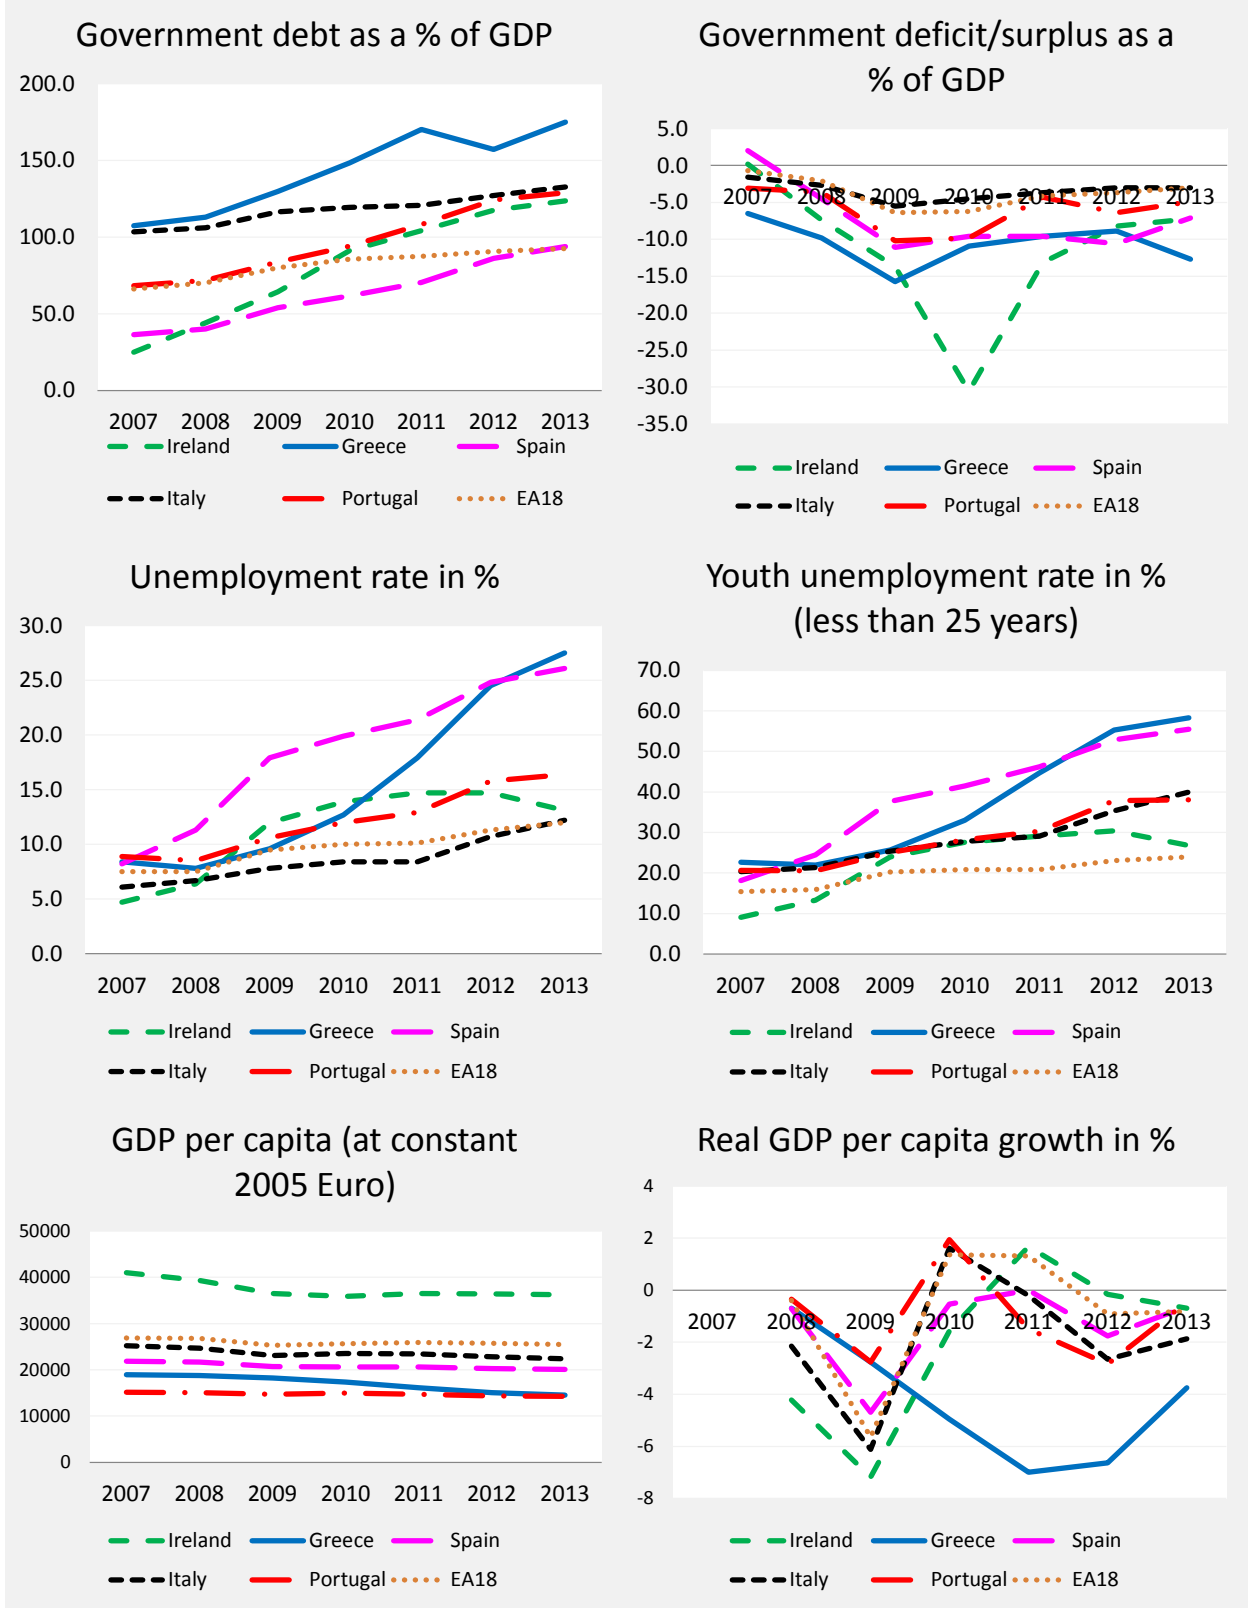 Government debt as a % of GDP
200.0
150.0
100.0
50.0
0.0
2007 2008 2009 2010 2011 2012 2013
Ireland Greece Spain
Italy Portugal EA18
Government deficit/surplus as a
% of GDP
5.0
0.0
-5.0
-10.0
-15.0
-20.0
-25.0
-30.0
-35.0
2007 2008 2009 2010 2011 2012 2013
Ireland Greece Spain
Italy Portugal EA18
Unemployment rate in %
30.0
25.0
20.0
15.0
10.0
5.0
0.0
2007 2008 2009 2010 2011 2012 2013
Ireland Greece Spain
Italy Portugal EA18
Youth unemployment rate in %
(less than 25 years)
70.0
60.0
50.0
40.0
30.0
20.0
10.0
0.0
2007 2008 2009 2010 2011 2012 2013
Ireland Greece Spain
Italy Portugal EA18
GDP per capita (at constant
2005 Euro)
50000
40000
30000
20000
10000
0
2007 2008 2009 2010 2011 2012 2013
Ireland Greece Spain
Italy Portugal EA18
Real GDP per capita growth in %
4
2
0
-2
-4
-6
-8
2007 2008 2009 2010 2011 2012 2013
Ireland Greece Spain
Italy Portugal EA18